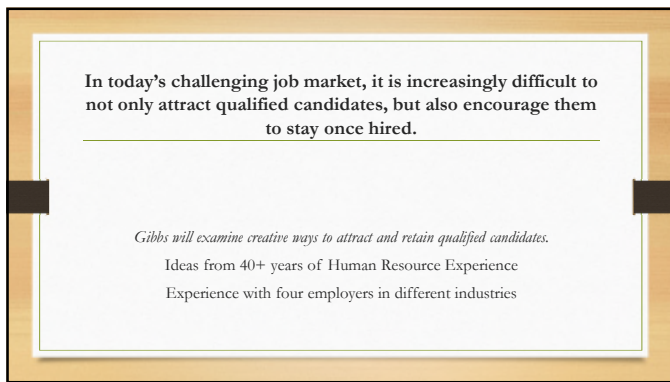 In today’s challenging job market, it is increasingly difficult to
not only attract qualified candidates, but also encourage them
to stay once hired.
Gibbs will examine creative ways to attract and retain qualified candidates.
Ideas from 40+ years of Human Resource Experience
Experience with four employers in different industries